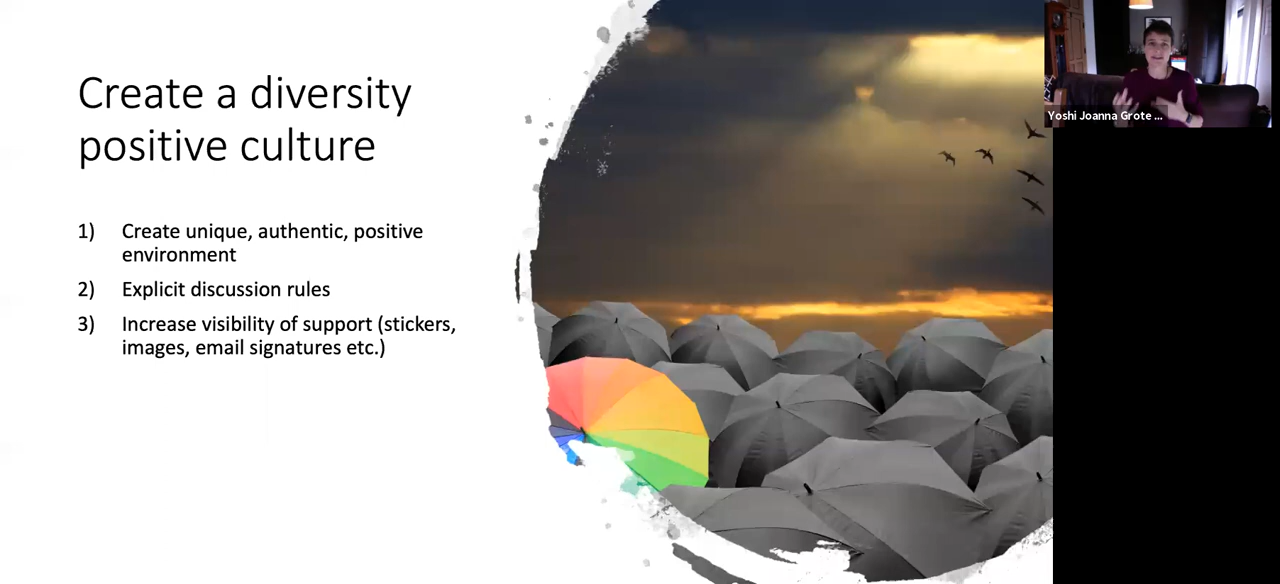 Create a diversity
positive culture
1) Create unique, authentic, positive
environment
2) Explicit discussion rules
3) Increase visibility of support (stickers,
images, email signatures etc.)
Yoshi Joanna Grote ...